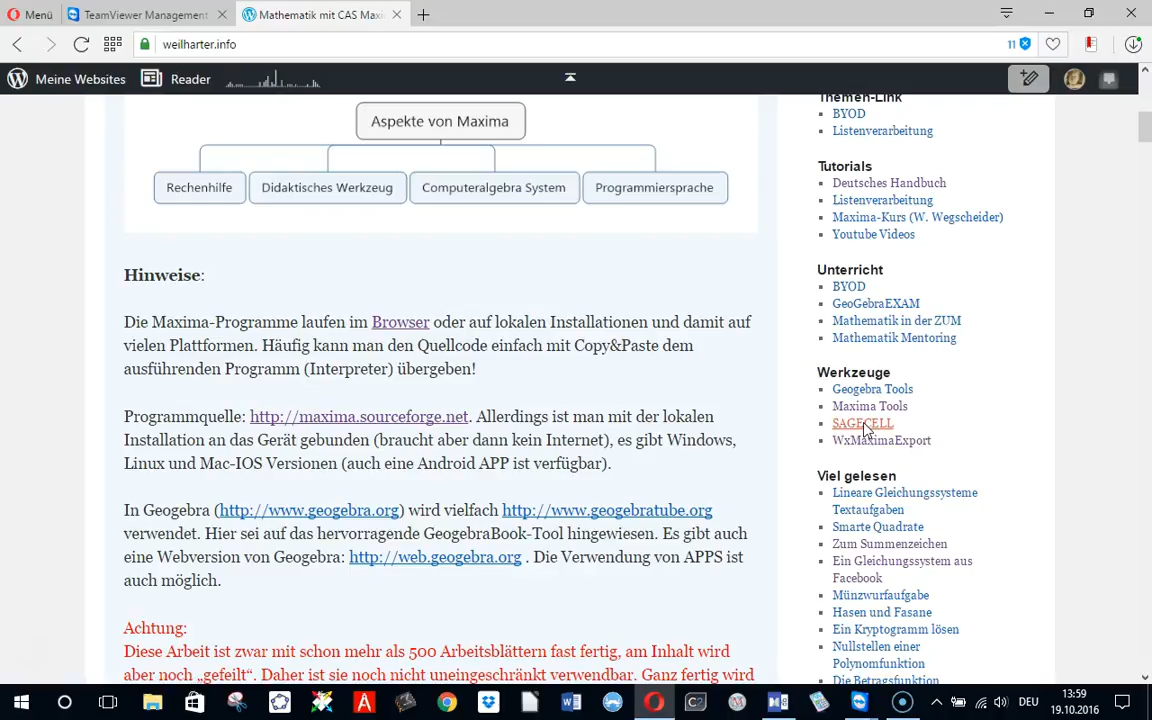 Menü
TeamViewer Management
Mathematik mit CAS Maxi
weilharter.info
11
Meine Websites
Reader
Aspekte von Maxima
Rechenhilfe
Didaktisches Werkzeug
Computeralgebra System
Programmiersprache
Hinweise:
Die Maxima-Programme laufen im Browser oder auf lokalen Installationen und damit auf
vielen Plattformen. Häufig kann man den Quellcode einfach mit Copy&Paste dem
ausführenden Programm (Interpreter) übergeben!
Programmquelle: http://maxima.sourceforge.net. Allerdings ist man mit der lokalen
Installation an das Gerät gebunden (braucht aber dann kein Internet), es gibt Windows,
Linux und Mac-IOS Versionen (auch eine Android APP ist verfügbar).
In Geogebra (http://www.geogebra.org) wird vielfach http://www.geogebratube.org
verwendet. Hier sei auf das hervorragende GeogebraBook-Tool hingewiesen. Es gibt auch
eine Webversion von Geogebra: http://web.geogebra.org . Die Verwendung von APPS ist
auch möglich.
Achtung:
Diese Arbeit ist zwar mit schon mehr als 500 Arbeitsblättern fast fertig, am Inhalt wird
aber noch „gefeilt“. Daher ist sie noch nicht uneingeschränkt verwendbar. Ganz fertig wird
Themen-Link
BYOD
Listenverarbeitung
Tutorials
Deutsches Handbuch
Listenverarbeitung
Maxima-Kurs (W. Wegscheider)
Youtube Videos
Unterricht
BYOD
GeoGebraEXAM
Mathematik in der ZUM
Mathematik Mentoring
Werkzeuge
Geogebra Tools
Maxima Tools
SAGECELL
WxMaximaExport
Viel gelesen
Lineare Gleichungssysteme
Textaufgaben
Smarte Quadrate
Zum Summenzeichen
Ein Gleichungssystem aus
Facebook
Münzwurfaufgabe
Hasen und Fasane
Ein Kryptogramm lösen
Nullstellen einer
Polynomfunktion
Die Betragsfunktion
DEU
13:59
19.10.2016